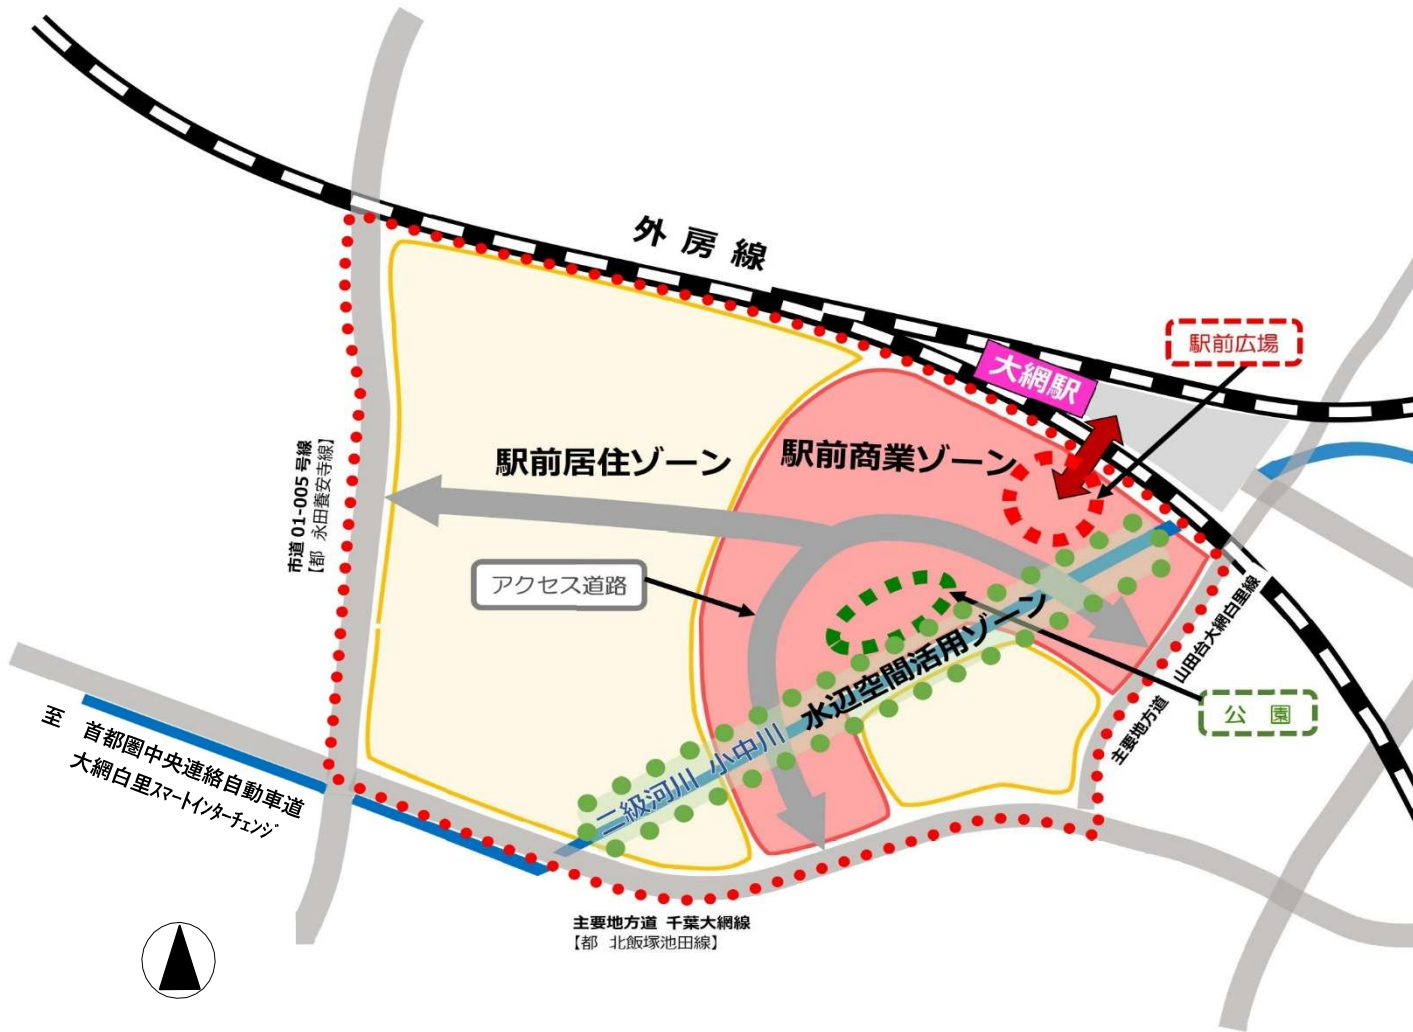 外房線
駅前広場
大網駅
駅前居住ゾーン
駅前商業ゾーン
市道 01-005 号線
【都 永田養安寺線】
アクセス道路
水辺空間活用ゾーン
二級河川 小中川
公 園
主要地方道 山田台大網白里線
至 首都圏中央連絡自動車道
大網白里スマートインターチェンジ
主要地方道 千葉大網線
【都 北飯塚池田線】